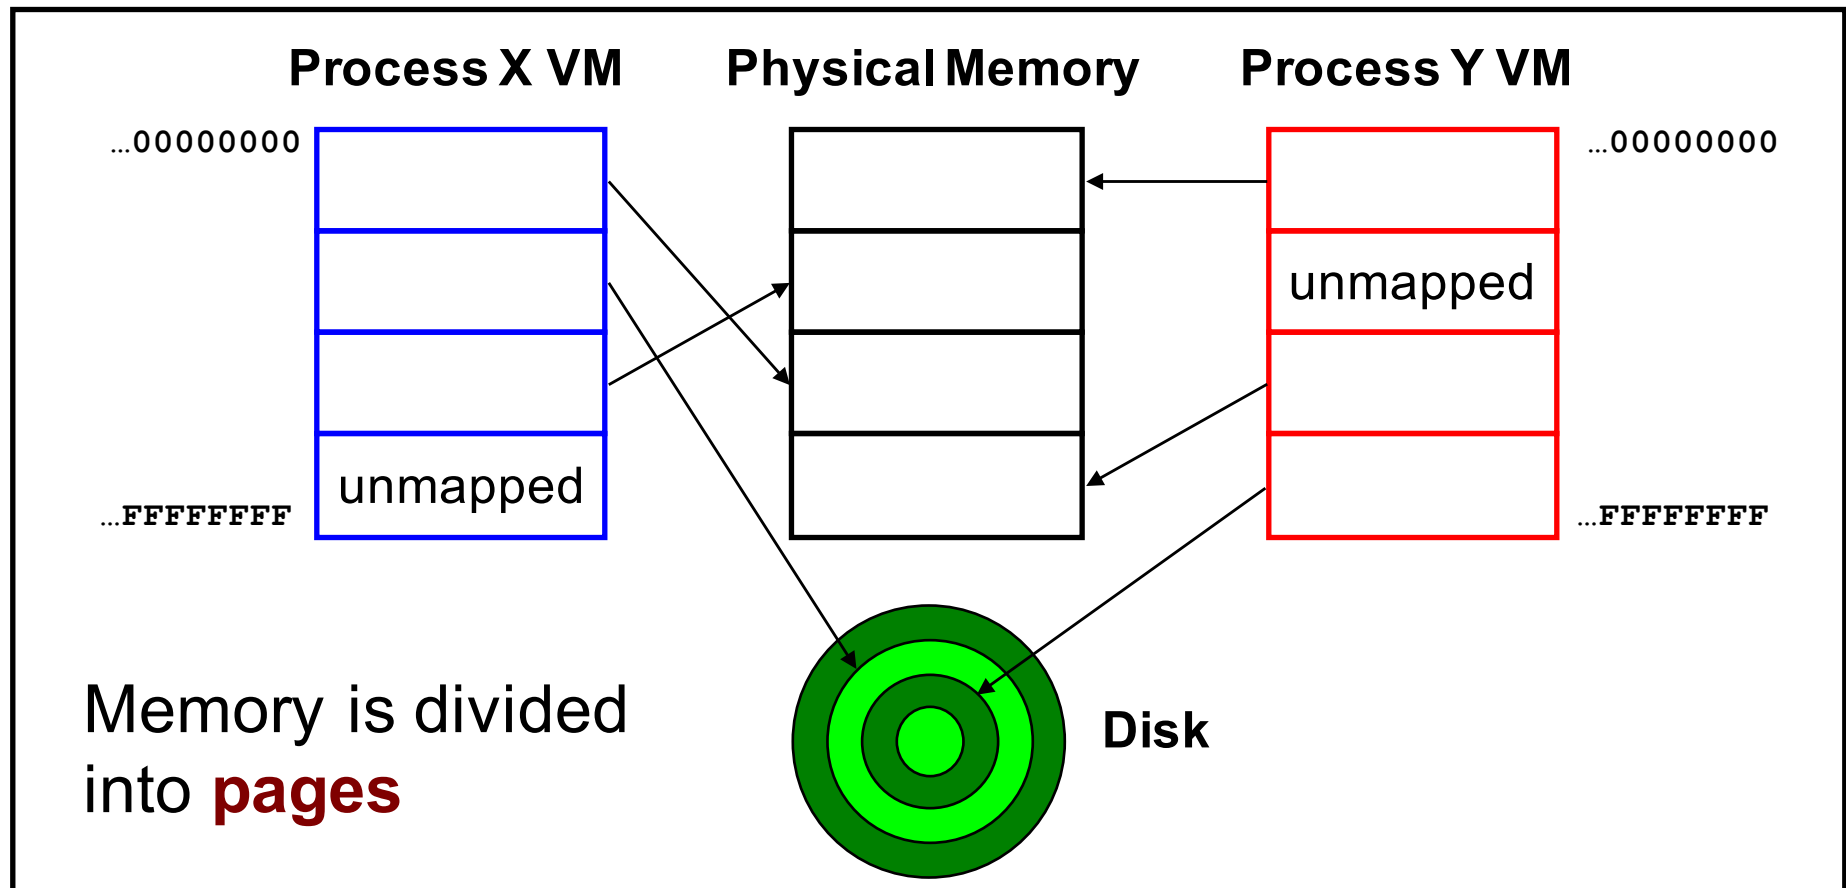 Process X VM
Physical Memory
Process Y VM
...00000000
...00000000
unmapped
unmapped
...FFFFFFFF
...FFFFFFFF
Memory is divided
into pages
Disk